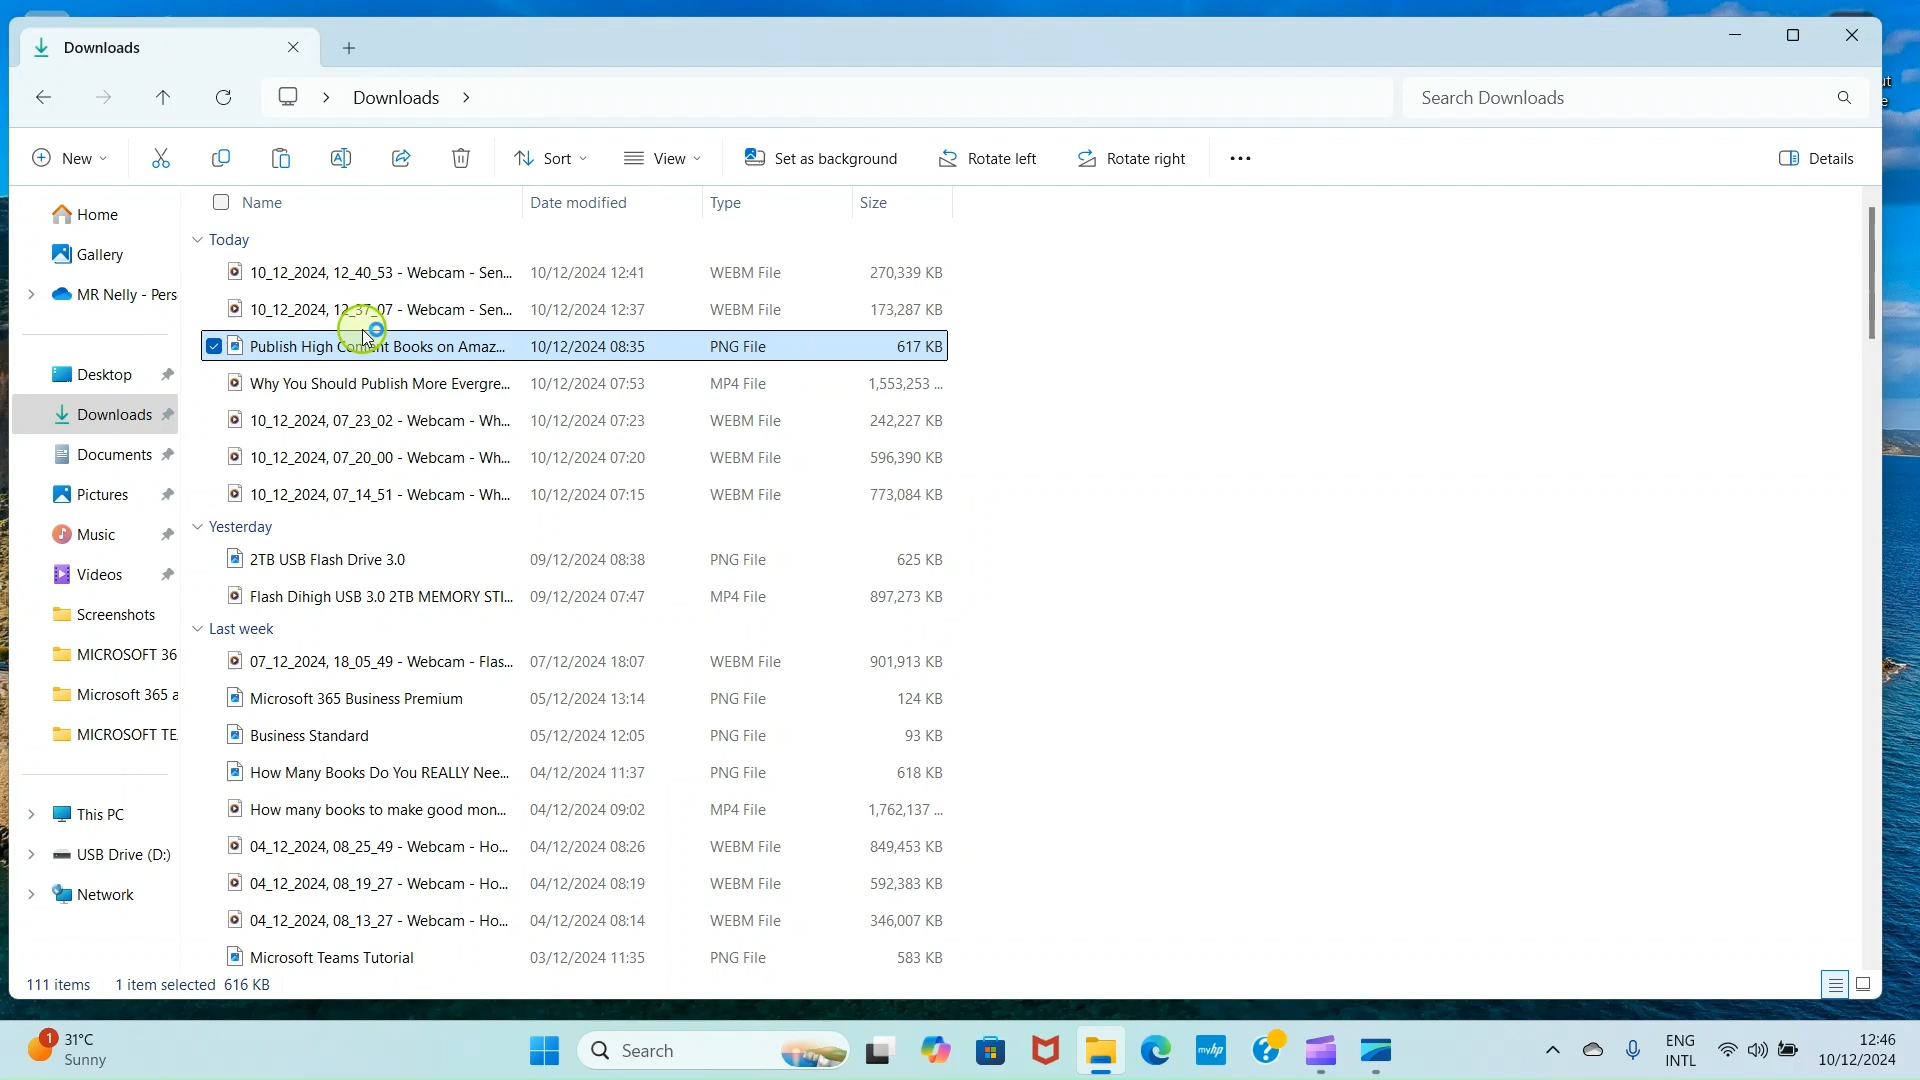 Downloads
Downloads
Search Downloads
New
Sort
View
Set as background
Rotate left
Rotate right
Details
Name
Date modified
Type
Size
Home
Gallery
MR Nelly - Pers
Desktop
Downloads
Documents
Pictures
Music
Videos
Screenshots
MICROSOFT 36
Microsoft 365 a
MICROSOFT TE
This PC
USB Drive (D:)
Network
Today
10_12_2024, 12_40_53 - Webcam - Sen... 10/12/2024 12:41 WEBM File 270,339 KB
10_12_2024, 12_37_07 - Webcam - Sen... 10/12/2024 12:37 WEBM File 173,287 KB
Publish High Content Books on Amaz... 10/12/2024 08:35 PNG File 617 KB
Why You Should Publish More Evergre... 10/12/2024 07:53 MP4 File 1,553,253 ...
10_12_2024, 07_23_02 - Webcam - Wh... 10/12/2024 07:23 WEBM File 242,227 KB
10_12_2024, 07_20_00 - Webcam - Wh... 10/12/2024 07:20 WEBM File 596,390 KB
10_12_2024, 07_14_51 - Webcam - Wh... 10/12/2024 07:15 WEBM File 773,084 KB
Yesterday
2TB USB Flash Drive 3.0 09/12/2024 08:38 PNG File 625 KB
Flash Dihigh USB 3.0 2TB MEMORY STI... 09/12/2024 07:47 MP4 File 897,273 KB
Last week
07_12_2024, 18_05_49 - Webcam - Flas... 07/12/2024 18:07 WEBM File 901,913 KB
Microsoft 365 Business Premium 05/12/2024 13:14 PNG File 124 KB
Business Standard 05/12/2024 12:05 PNG File 93 KB
How Many Books Do You REALLY Nee... 04/12/2024 11:37 PNG File 618 KB
How many books to make good mon... 04/12/2024 09:02 MP4 File 1,762,137 ...
04_12_2024, 08_25_49 - Webcam - Ho... 04/12/2024 08:26 WEBM File 849,453 KB
04_12_2024, 08_19_27 - Webcam - Ho... 04/12/2024 08:19 WEBM File 592,383 KB
04_12_2024, 08_13_27 - Webcam - Ho... 04/12/2024 08:14 WEBM File 346,007 KB
Microsoft Teams Tutorial 03/12/2024 11:35 PNG File 583 KB
111 items 1 item selected 616 KB
1
31°C
Sunny
Search
myhp
ENG
INTL
12:46
10/12/2024